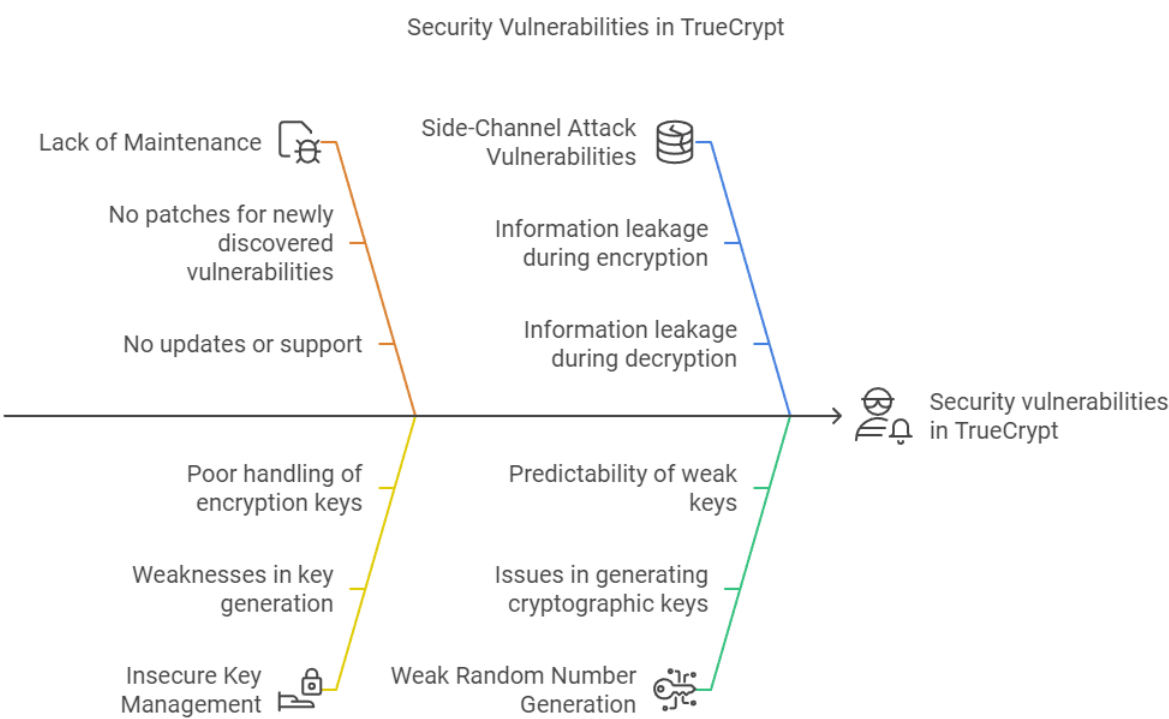 Security Vulnerabilities in TrueCrypt
Lack of Maintenance
No patches for newly
discovered
vulnerabilities
No updates or support
Side-Channel Attack
Vulnerabilities
Information leakage
during encryption
Information leakage
during decryption
Security vulnerabilities
in TrueCrypt
Poor handling of
encryption keys
Weaknesses in key
generation
Insecure Key
Management
Predictability of weak
keys
Issues in generating
cryptographic keys
Weak Random Number
Generation